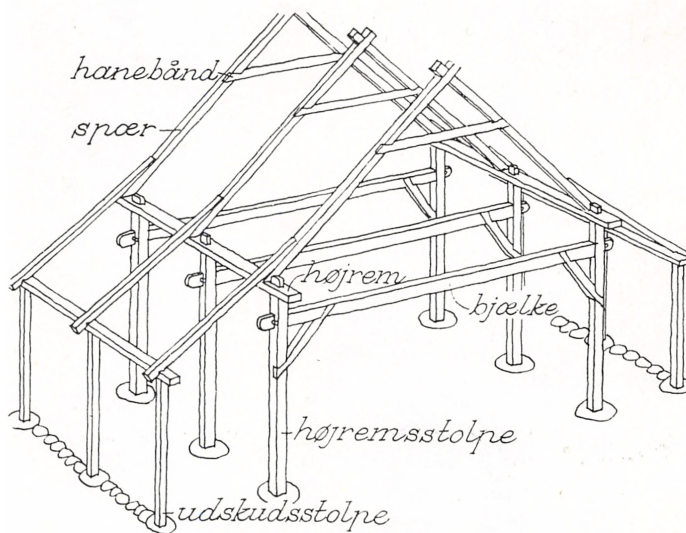 hanebånd
spær
højrem
bjælke
højremsstolpe
udskudsstolpe